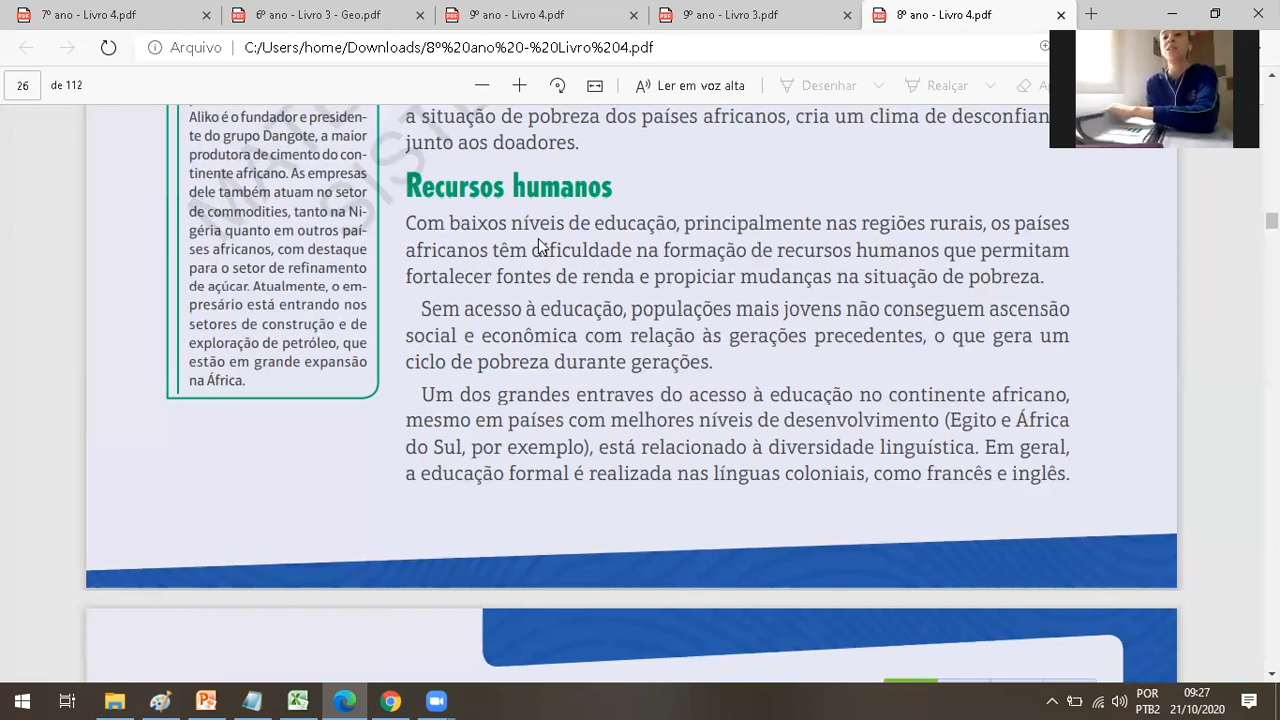 7º ano - Livro 4.pdf
6º ano - Livro 3 - Geo.pdf
9º ano - Livro 4.pdf
9º ano - Livro 3.pdf
8º ano - Livro 4.pdf
Arquivo
C:/Users/home/Downloads/8º%20ano%20-%20Livro%204.pdf
26
de 112
Ler em voz alta
Desenhar
Realçar
Aliko é o fundador e presiden-
te do grupo Dangote, a maior
produtora de cimento do con-
tinente africano. As empresas
dele também atuam no setor
de commodities, tanto na Ni-
géria quanto em outros paí-
ses africanos, com destaque
para o setor de refinamento
de açúcar. Atualmente, o em-
presário está entrando nos
setores de construção e de
exploração de petróleo, que
estão em grande expansão
na África.
a situação de pobreza dos países africanos, cria um clima de desconfian
junto aos doadores.
Recursos humanos
Com baixos níveis de educação, principalmente nas regiões rurais, os países
africanos têm dificuldade na formação de recursos humanos que permitam
fortalecer fontes de renda e propiciar mudanças na situação de pobreza.
Sem acesso à educação, populações mais jovens não conseguem ascensão
social e econômica com relação às gerações precedentes, o que gera um
ciclo de pobreza durante gerações.
Um dos grandes entraves do acesso à educação no continente africano,
mesmo em países com melhores níveis de desenvolvimento (Egito e África
do Sul, por exemplo), está relacionado à diversidade linguística. Em geral,
a educação formal é realizada nas línguas coloniais, como francês e inglês.
POR
PTB2
09:27
21/10/2020